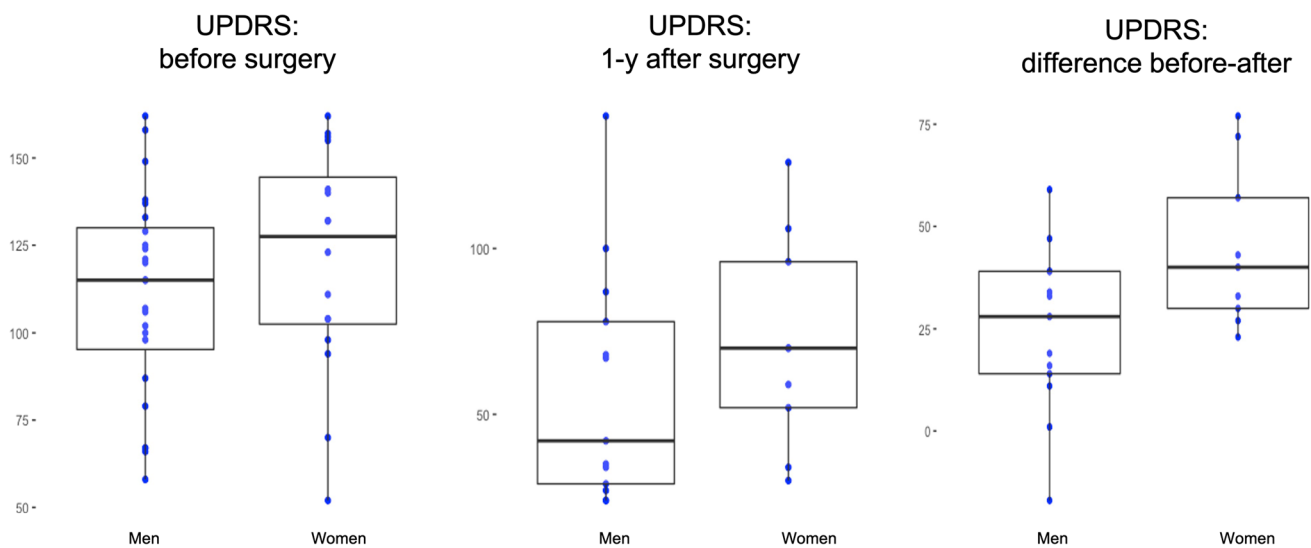 UPDRS:
before surgery
150
125
100
75
50
Men
Women
UPDRS:
1-y after surgery
100
50
Men
Women
UPDRS:
difference before-after
75
50
25
0
Men
Women